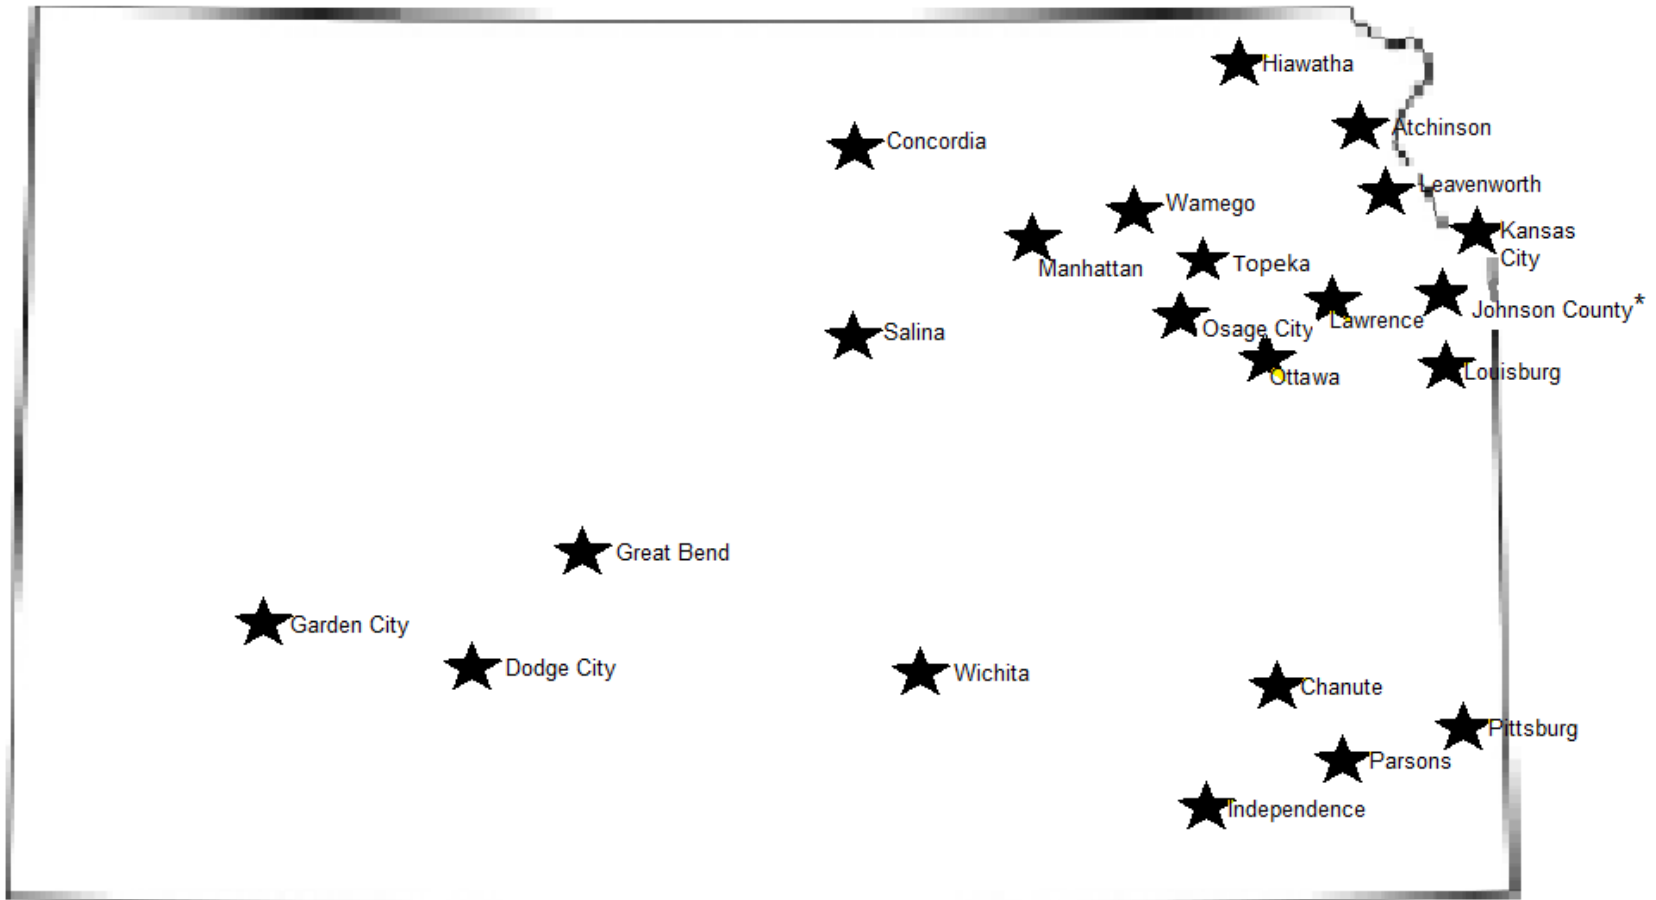 Hiawatha
Atchinson
Concordia
Leavenworth
Wamego
Kansas
City
Manhattan
Topeka
Johnson County*
Lawrence
Osage City
Salina
Louisburg
Ottawa
Great Bend
Garden City
Dodge City
Wichita
Chanute
Pittsburg
Parsons
Independence